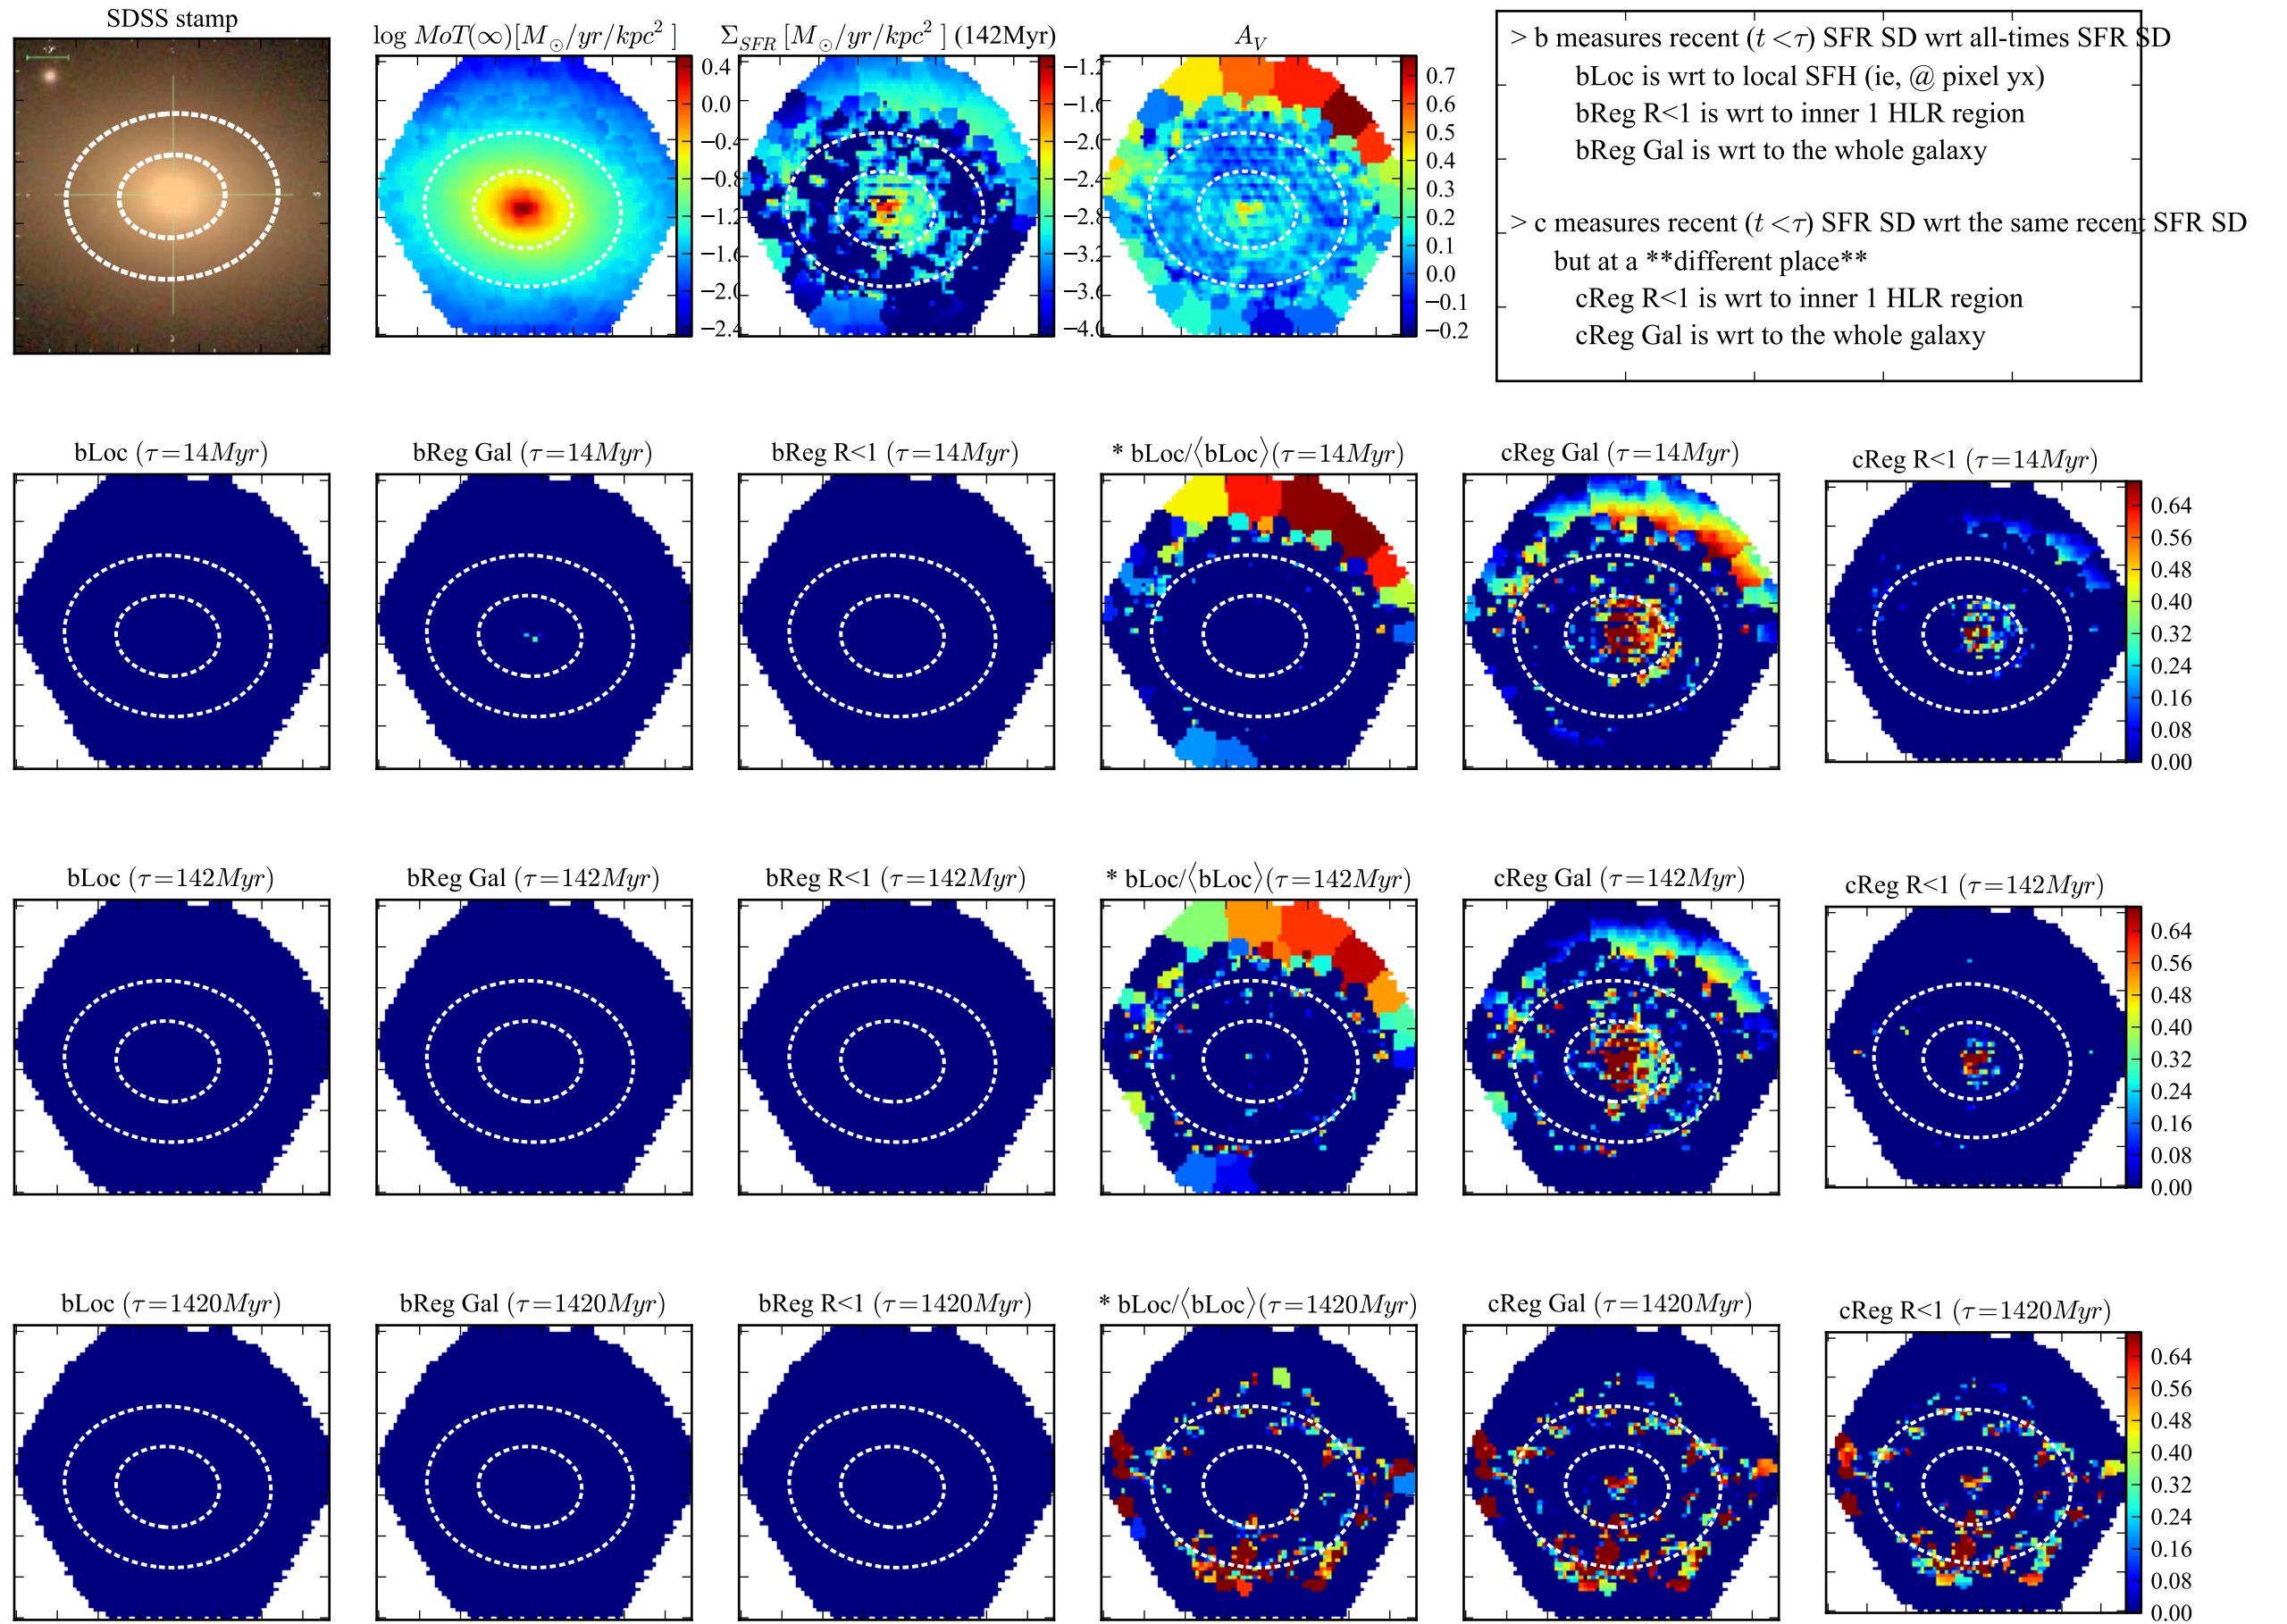 SDSS stamp
log MoT(∞)[M⊙/yr/kpc² ]
Σ_SFR [M⊙/yr/kpc² ] (142Myr)
A_V
0.4
0.0
−0.4
−0.8
−1.2
−1.6
−2.0
−2.4
−1.2
−1.6
−2.0
−2.4
−2.8
−3.2
−3.6
−4.0
0.7
0.6
0.5
0.4
0.3
0.2
0.1
0.0
−0.1
−0.2
> b measures recent (t <τ) SFR SD wrt all-times SFR SD
bLoc is wrt to local SFH (ie, @ pixel yx)
bReg R<1 is wrt to inner 1 HLR region
bReg Gal is wrt to the whole galaxy
> c measures recent (t <τ) SFR SD wrt the same recent SFR SD
but at a **different place**
cReg R<1 is wrt to inner 1 HLR region
cReg Gal is wrt to the whole galaxy
bLoc (τ=14Myr)
bReg Gal (τ=14Myr)
bReg R<1 (τ=14Myr)
* bLoc/⟨bLoc⟩(τ=14Myr)
cReg Gal (τ=14Myr)
cReg R<1 (τ=14Myr)
0.64
0.56
0.48
0.40
0.32
0.24
0.16
0.08
0.00
bLoc (τ=142Myr)
bReg Gal (τ=142Myr)
bReg R<1 (τ=142Myr)
* bLoc/⟨bLoc⟩(τ=142Myr)
cReg Gal (τ=142Myr)
cReg R<1 (τ=142Myr)
0.64
0.56
0.48
0.40
0.32
0.24
0.16
0.08
0.00
bLoc (τ=1420Myr)
bReg Gal (τ=1420Myr)
bReg R<1 (τ=1420Myr)
* bLoc/⟨bLoc⟩(τ=1420Myr)
cReg Gal (τ=1420Myr)
cReg R<1 (τ=1420Myr)
0.64
0.56
0.48
0.40
0.32
0.24
0.16
0.08
0.00